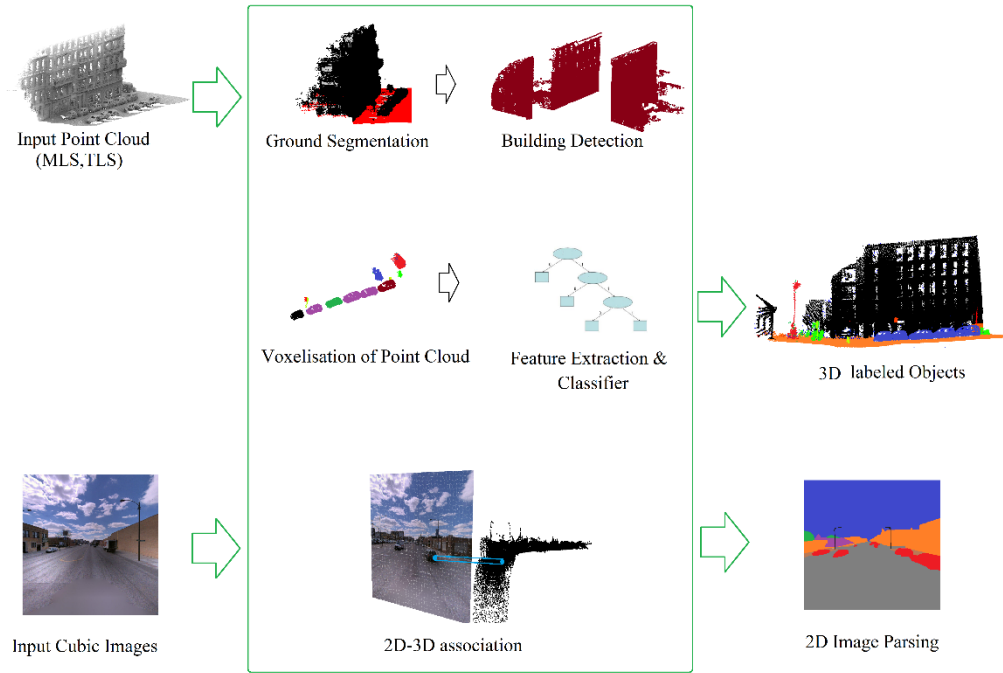 Input Point Cloud
(MLS,TLS)
Ground Segmentation
Building Detection
Voxelisation of Point Cloud
Feature Extraction &
Classifier
3D labeled Objects
Input Cubic Images
2D-3D association
2D Image Parsing